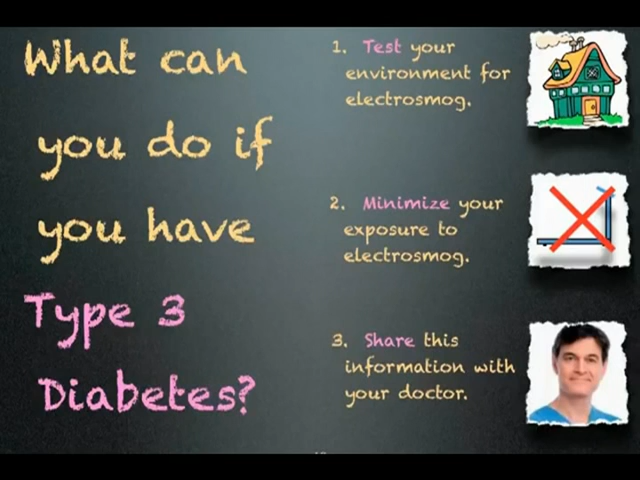 What can
you do if
you have
Type 3
Diabetes?
1. Test your
environment for
electrosmog.
2. Minimize your
exposure to
electrosmog.
3. Share this
information with
your doctor.